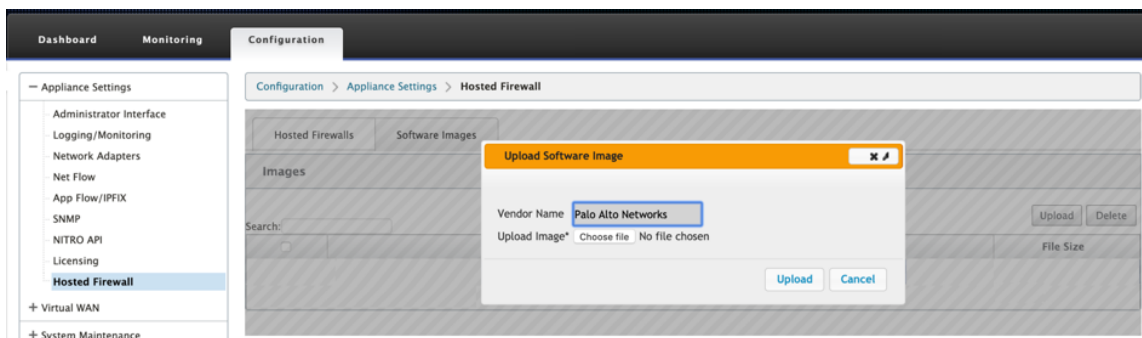 Dashboard Monitoring Configuration
− Appliance Settings
Administrator Interface
Logging/Monitoring
Network Adapters
Net Flow
App Flow/IPFIX
SNMP
NITRO API
Licensing
Hosted Firewall
+ Virtual WAN
+ System Maintenance
Configuration > Appliance Settings > Hosted Firewall
Hosted Firewalls Software Images
Images
Search:
Upload Delete
File Size
Upload Software Image
Vendor Name Palo Alto Networks
Upload Image* Choose file No file chosen
Upload Cancel